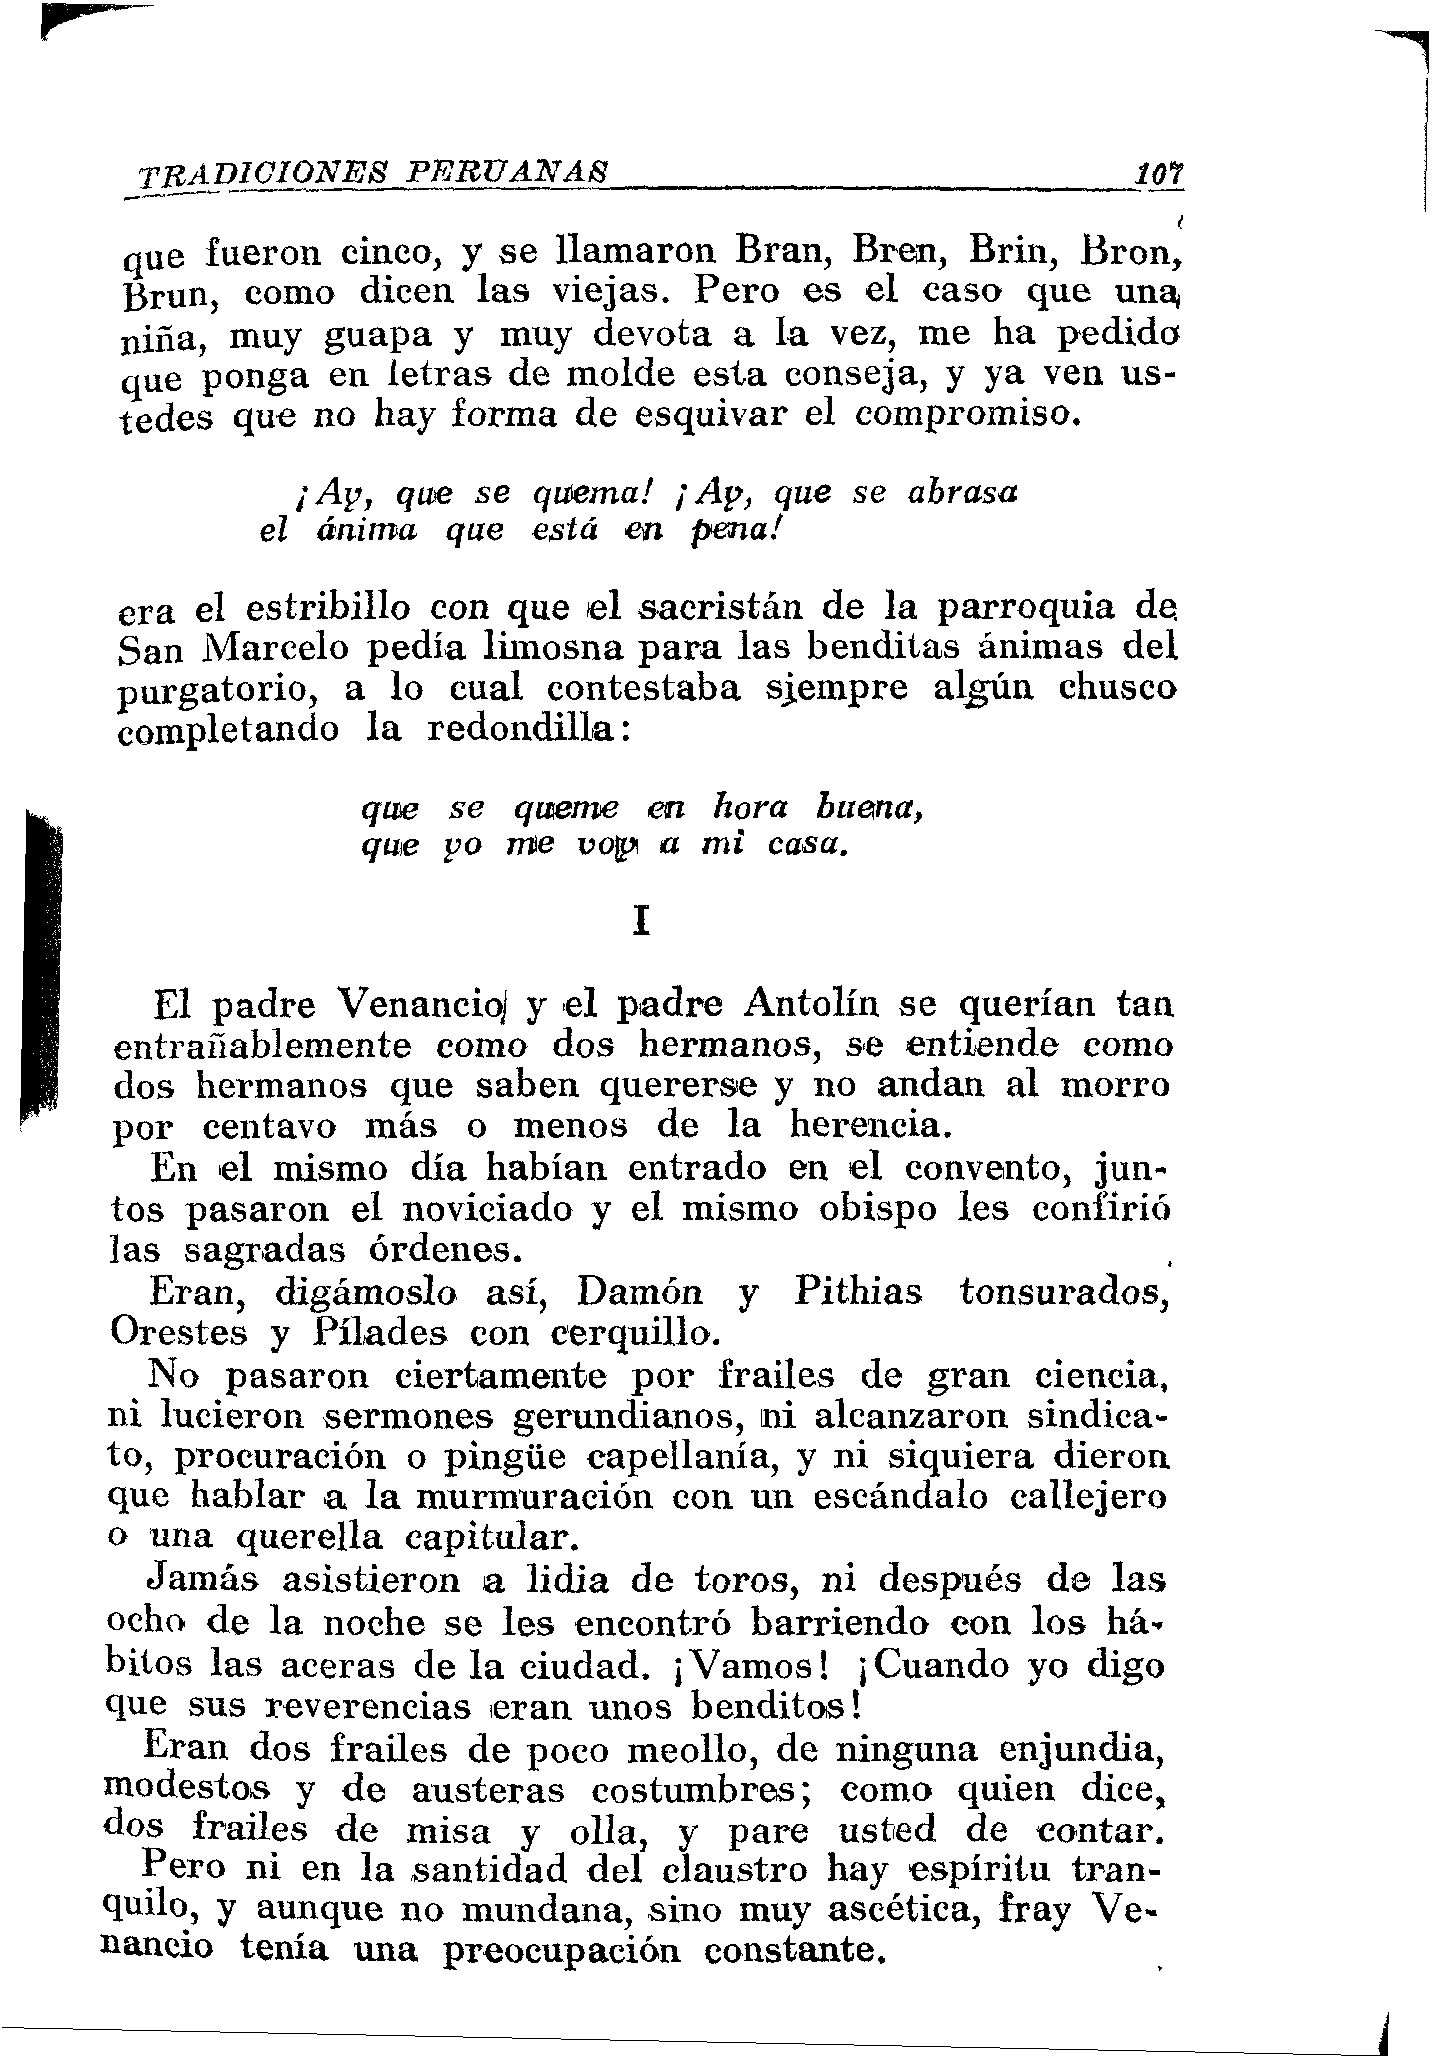 TRADICIONES PERUANAS 107
que fueron cinco, y se llamaron Bran, Bren, Brin, Bron,
Brun, como dicen las viejas. Pero es el caso que una
niña, muy guapa y muy devota a la vez, me ha pedido
que ponga en letras de molde esta conseja, y ya ven us-
tedes que no hay forma de esquivar el compromiso.
¡Ay, que se quema! ¡Ay, que se abrasa
el ánima que está en pena!
era el estribillo con que el sacristán de la parroquia de
San Marcelo pedía limosna para las benditas ánimas del
purgatorio, a lo cual contestaba siempre algún chusco
completando la redondilla:
que se queme en hora buena,
que yo me voy a mi casa.
I
El padre Venancio y el padre Antolín se querían tan
entrañablemente como dos hermanos, se entiende como
dos hermanos que saben quererse y no andan al morro
por centavo más o menos de la herencia.
En el mismo día habían entrado en el convento, jun-
tos pasaron el noviciado y el mismo obispo les confirió
las sagradas órdenes.
Eran, digámoslo así, Damón y Pithias tonsurados,
Orestes y Pílades con cerquillo.
No pasaron ciertamente por frailes de gran ciencia,
ni lucieron sermones gerundianos, ni alcanzaron sindica-
to, procuración o pingüe capellanía, y ni siquiera dieron
que hablar a la murmuración con un escándalo callejero
o una querella capitular.
Jamás asistieron a lidia de toros, ni después de las
ocho de la noche se les encontró barriendo con los há-
bitos las aceras de la ciudad. ¡Vamos! ¡Cuando yo digo
que sus reverencias eran unos benditos!
Eran dos frailes de poco meollo, de ninguna enjundia,
modestos y de austeras costumbres; como quien dice,
dos frailes de misa y olla, y pare usted de contar.
Pero ni en la santidad del claustro hay espíritu tran-
quilo, y aunque no mundana, sino muy ascética, fray Ve-
nancio tenía una preocupación constante.